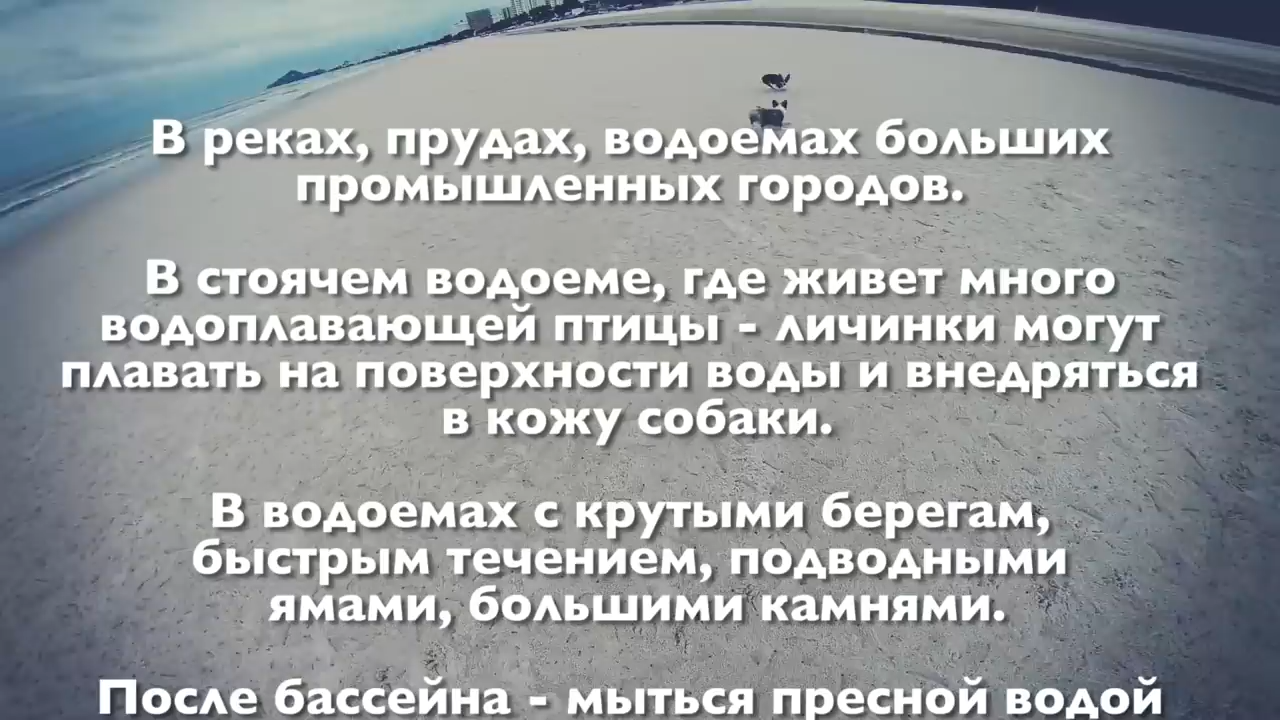 В реках, прудах, водоемах больших
промышленных городов.
В стоячем водоеме, где живет много
водоплавающей птицы - личинки могут
плавать на поверхности воды и внедряться
в кожу собаки.
В водоемах с крутыми берегам,
быстрым течением, подводными
ямами, большими камнями.
После бассейна - мыться пресной водой